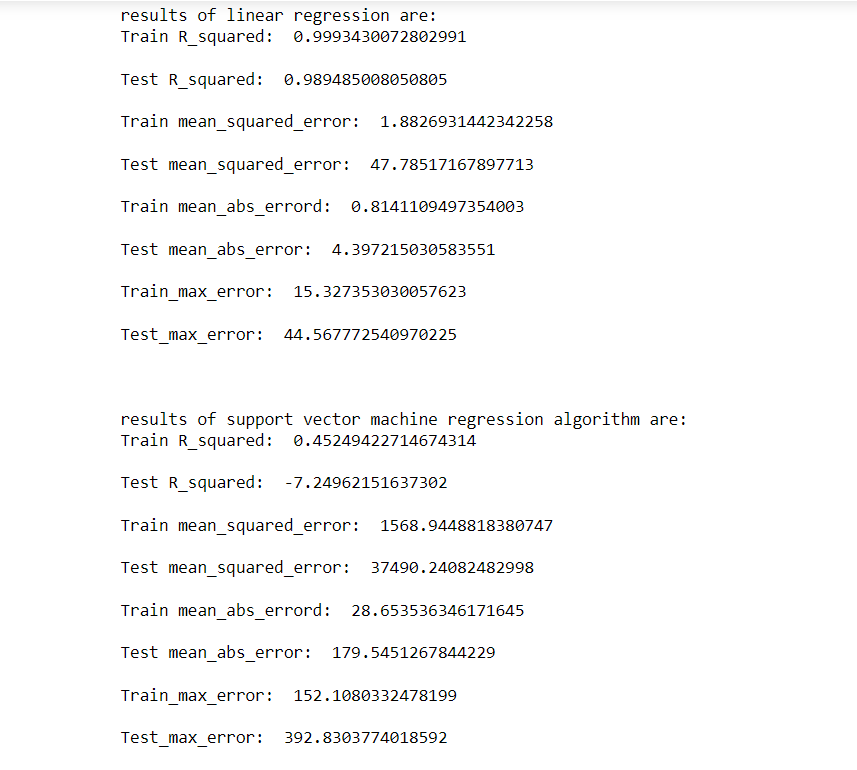 results of linear regression are:
Train R_squared:  0.9993430072802991
Test R_squared:  0.989485008050805
Train mean_squared_error:  1.8826931442342258
Test mean_squared_error:  47.78517167897713
Train mean_abs_errord:  0.8141109497354003
Test mean_abs_error:  4.397215030583551
Train_max_error:  15.327353030057623
Test_max_error:  44.567772540970225
results of support vector machine regression algorithm are:
Train R_squared:  0.45249422714674314
Test R_squared:  -7.24962151637302
Train mean_squared_error:  1568.9448818380747
Test mean_squared_error:  37490.24082482998
Train mean_abs_errord:  28.653536346171645
Test mean_abs_error:  179.5451267844229
Train_max_error:  152.1080332478199
Test_max_error:  392.8303774018592